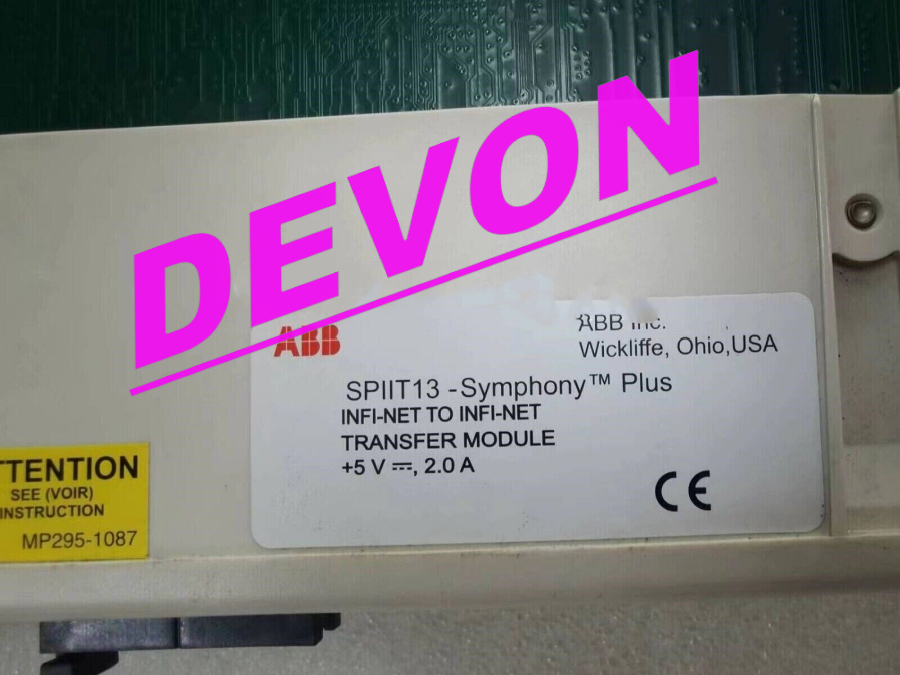 DEVON
ABB
ABB Inc.
Wickliffe, Ohio,USA
SPIIT13 -Symphony™ Plus
INFI-NET TO INFI-NET
TRANSFER MODULE
+5 V ⎓, 2.0 A
CE
TTENTION
SEE (VOIR)
INSTRUCTION
MP295-1087